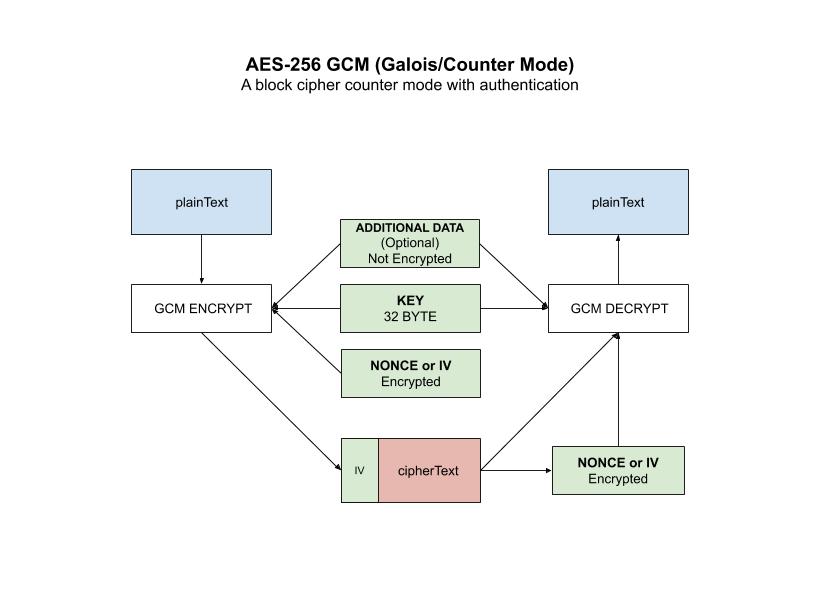 AES-256 GCM (Galois/Counter Mode)
A block cipher counter mode with authentication
plainText
plainText
ADDITIONAL DATA
(Optional)
Not Encrypted
GCM ENCRYPT
KEY
32 BYTE
GCM DECRYPT
NONCE or IV
Encrypted
IV
cipherText
NONCE or IV
Encrypted